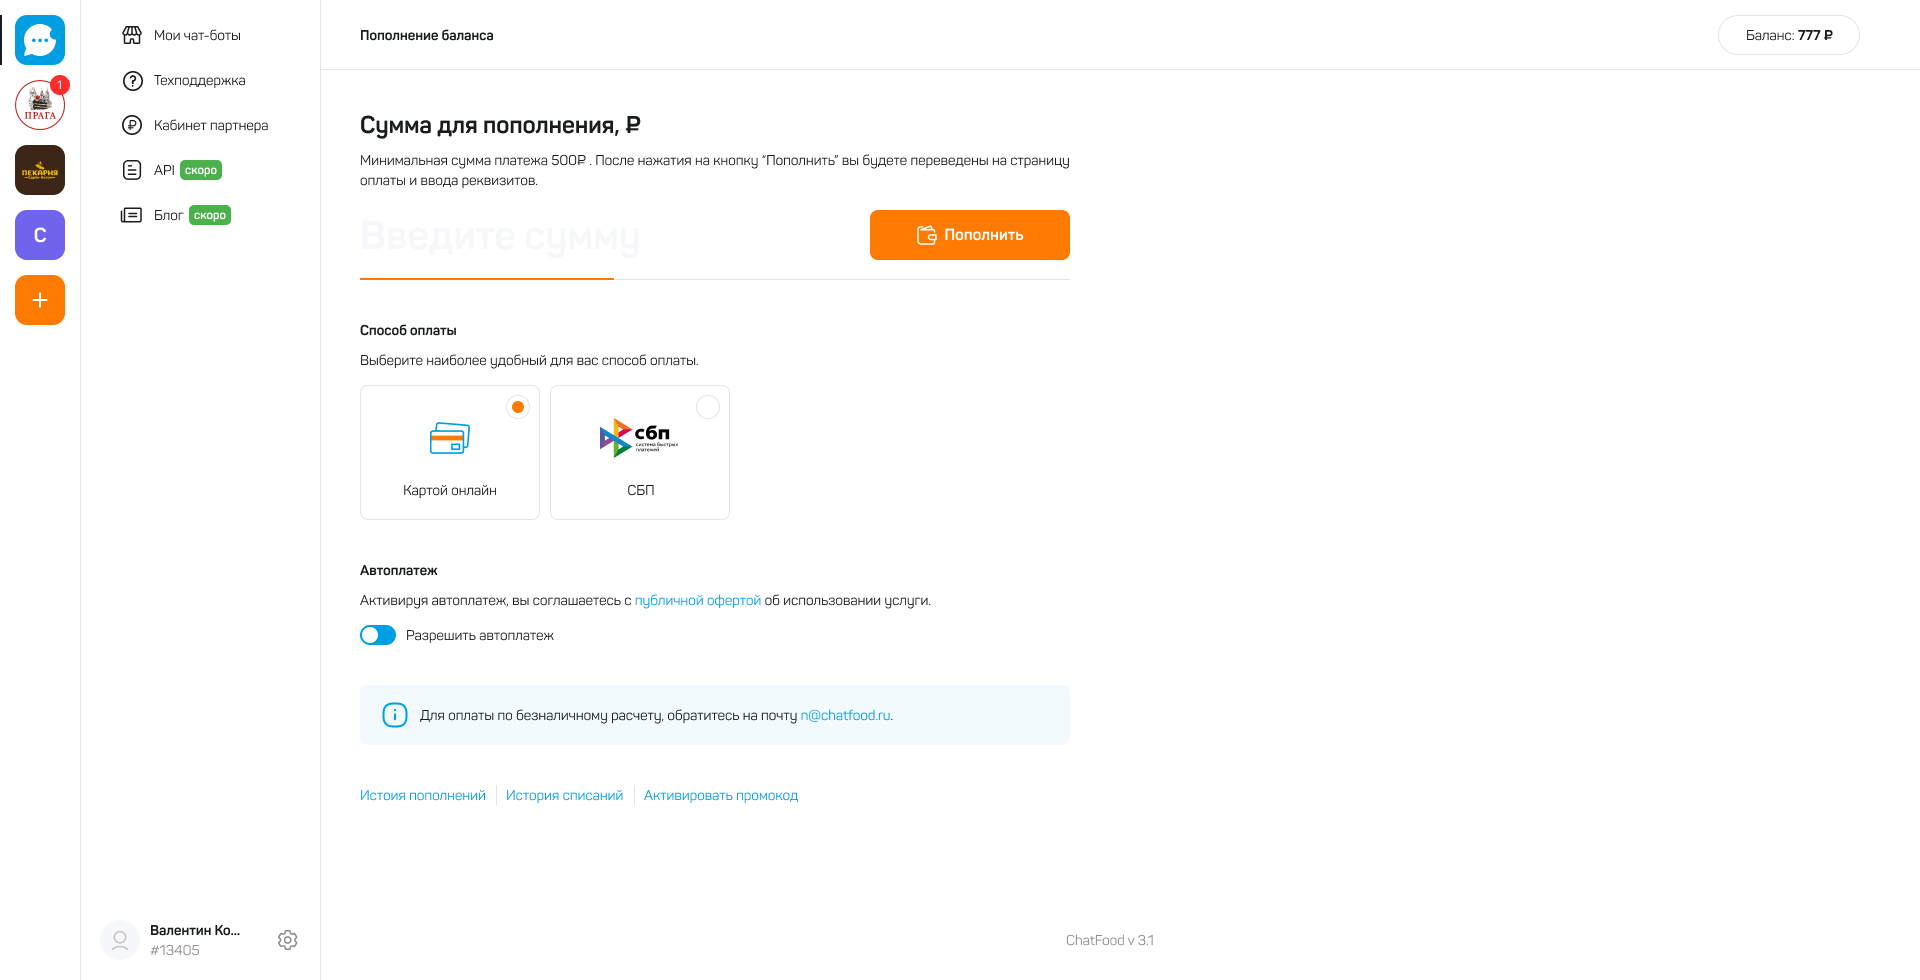 1
ПРАГА
ПЕКАРНЯ
С
Мои чат-боты
Техподдержка
Кабинет партнера
API скоро
Блог скоро
Валентин Ко...
#13405
Пополнение баланса
Баланс: 777 ₽
Сумма для пополнения, ₽
Минимальная сумма платежа 500₽ . После нажатия на кнопку “Пополнить” вы будете переведены на страницу
оплаты и ввода реквизитов.
Введите сумму
Пополнить
Способ оплаты
Выберите наиболее удобный для вас способ оплаты.
сбп
система быстрых
платежей
Картой онлайн
СБП
Автоплатеж
Активируя автоплатеж, вы соглашаетесь с публичной офертой об использовании услуги.
Разрешить автоплатеж
Для оплаты по безналичному расчету, обратитесь на почту n@chatfood.ru.
Истоия пополнений
История списаний
Активировать промокод
ChatFood v 3.1